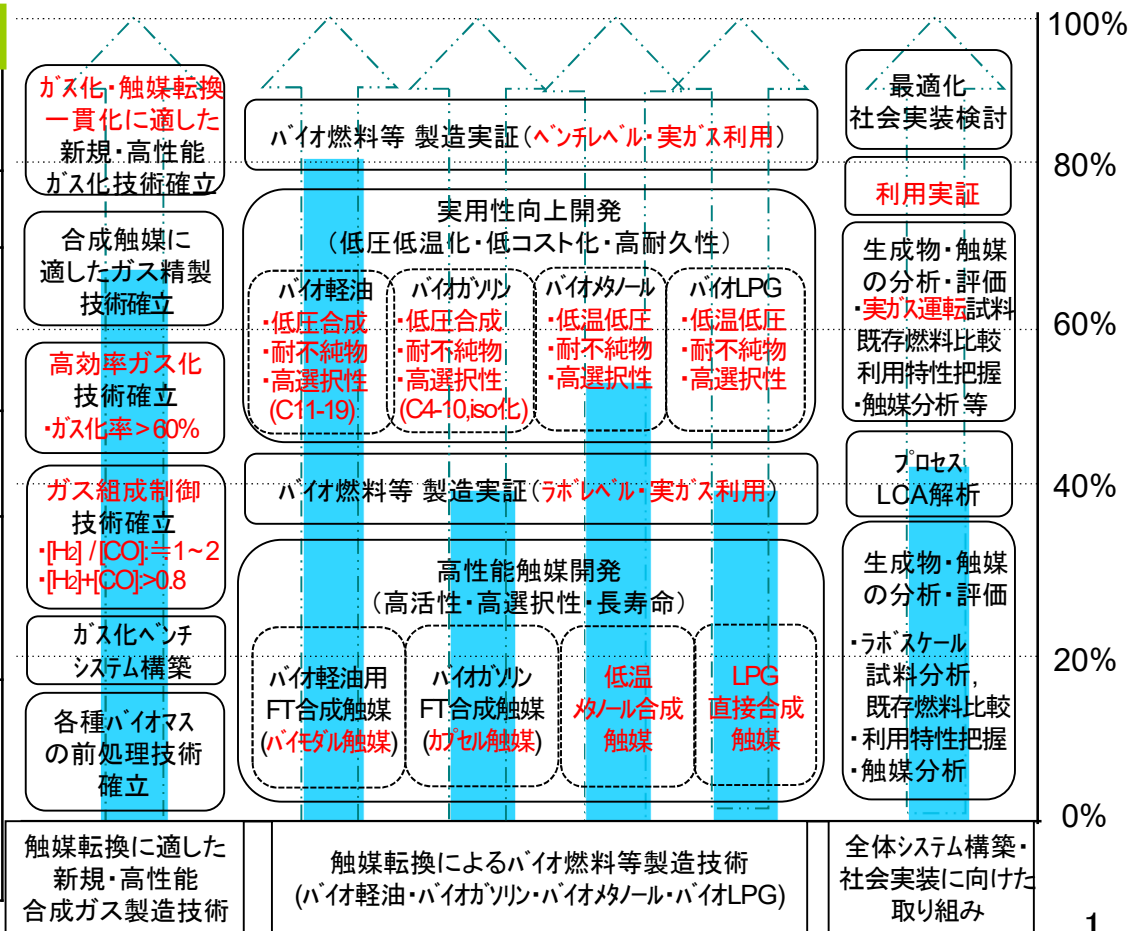 ガス化・触媒転換
一貫化に適した
新規・高性能
ガス化技術確立
合成触媒に
適したガス精製
技術確立
高効率ガス化
技術確立
・ガス化率>60%
ガス組成制御
技術確立
・[H2] / [CO]:≒1~2
・[H2]+[CO]:>0.8
ガス化ベンチ
システム構築
各種バイオマス
の前処理技術
確立
触媒転換に適した
新規・高性能
合成ガス製造技術
バイオ燃料等 製造実証(ベンチレベル・実ガス利用)
実用性向上開発
(低圧低温化・低コスト化・高耐久性)
バイオ軽油
・低圧合成
・耐不純物
・高選択性
(C11-19)
バイオガソリン
・低圧合成
・耐不純物
・高選択性
(C4-10,iso化)
バイオメタノール
・低温低圧
・耐不純物
・高選択性
バイオLPG
・低温低圧
・耐不純物
・高選択性
バイオ燃料等 製造実証(ラボレベル・実ガス利用)
高性能触媒開発
(高活性・高選択性・長寿命)
バイオ軽油用
FT合成触媒
(バイモダル触媒)
バイオガソリン
FT合成触媒
(カプセル触媒)
低温
メタノール合成
触媒
LPG
直接合成
触媒
触媒転換によるバイオ燃料等製造技術
(バイオ軽油・バイオガソリン・バイオメタノール・バイオLPG)
最適化
社会実装検討
利用実証
生成物・触媒
の分析・評価
・実ガス運転試料
既存燃料比較
利用特性把握
・触媒分析 等
プロセス
LCA解析
生成物・触媒
の分析・評価
・ラボスケール
試料分析,
既存燃料比較
・利用特性把握
・触媒分析
全体システム構築・
社会実装に向けた
取り組み
100%
80%
60%
40%
20%
0%
1